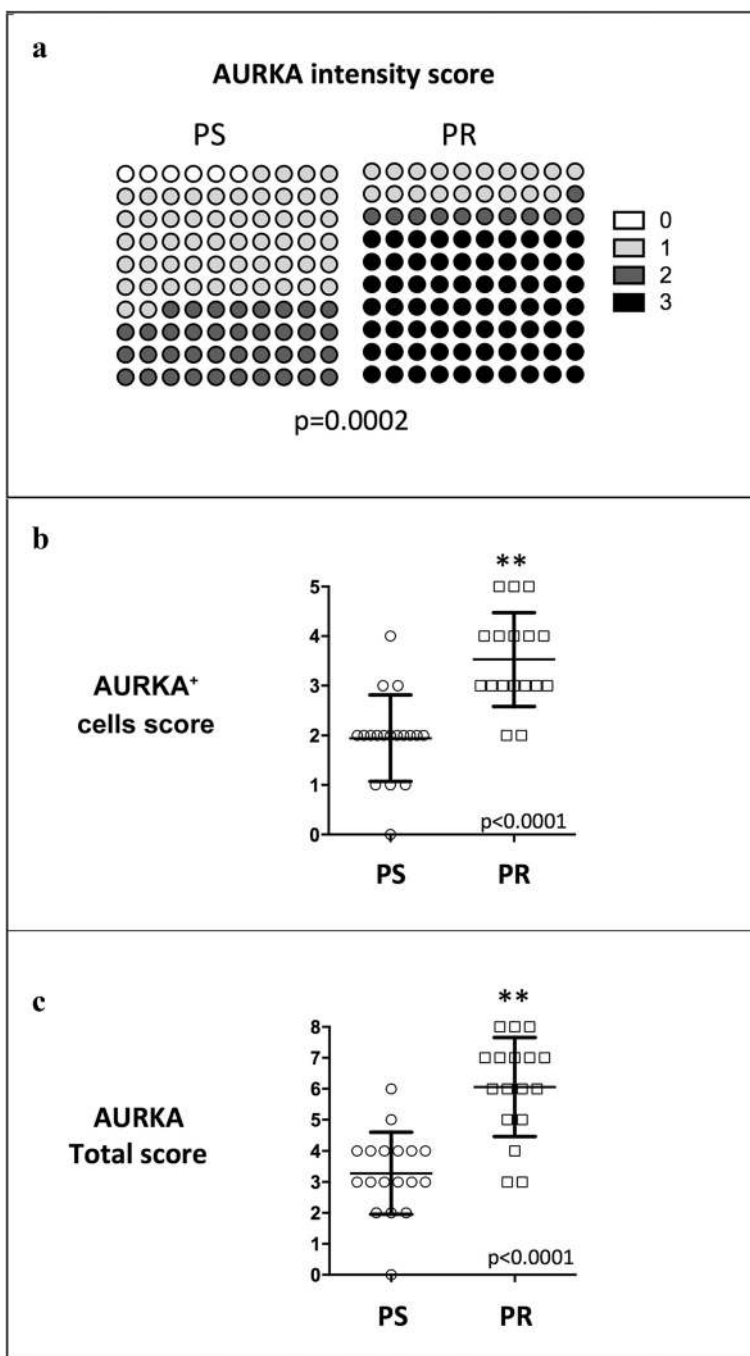 a
AURKA intensity score
PS PR
0
1
2
3
p=0.0002
b
**
5
4
3
2
1
0
AURKA⁺
cells score
p<0.0001
PS PR
c
**
8
7
6
5
4
3
2
1
0
AURKA
Total score
p<0.0001
PS PR